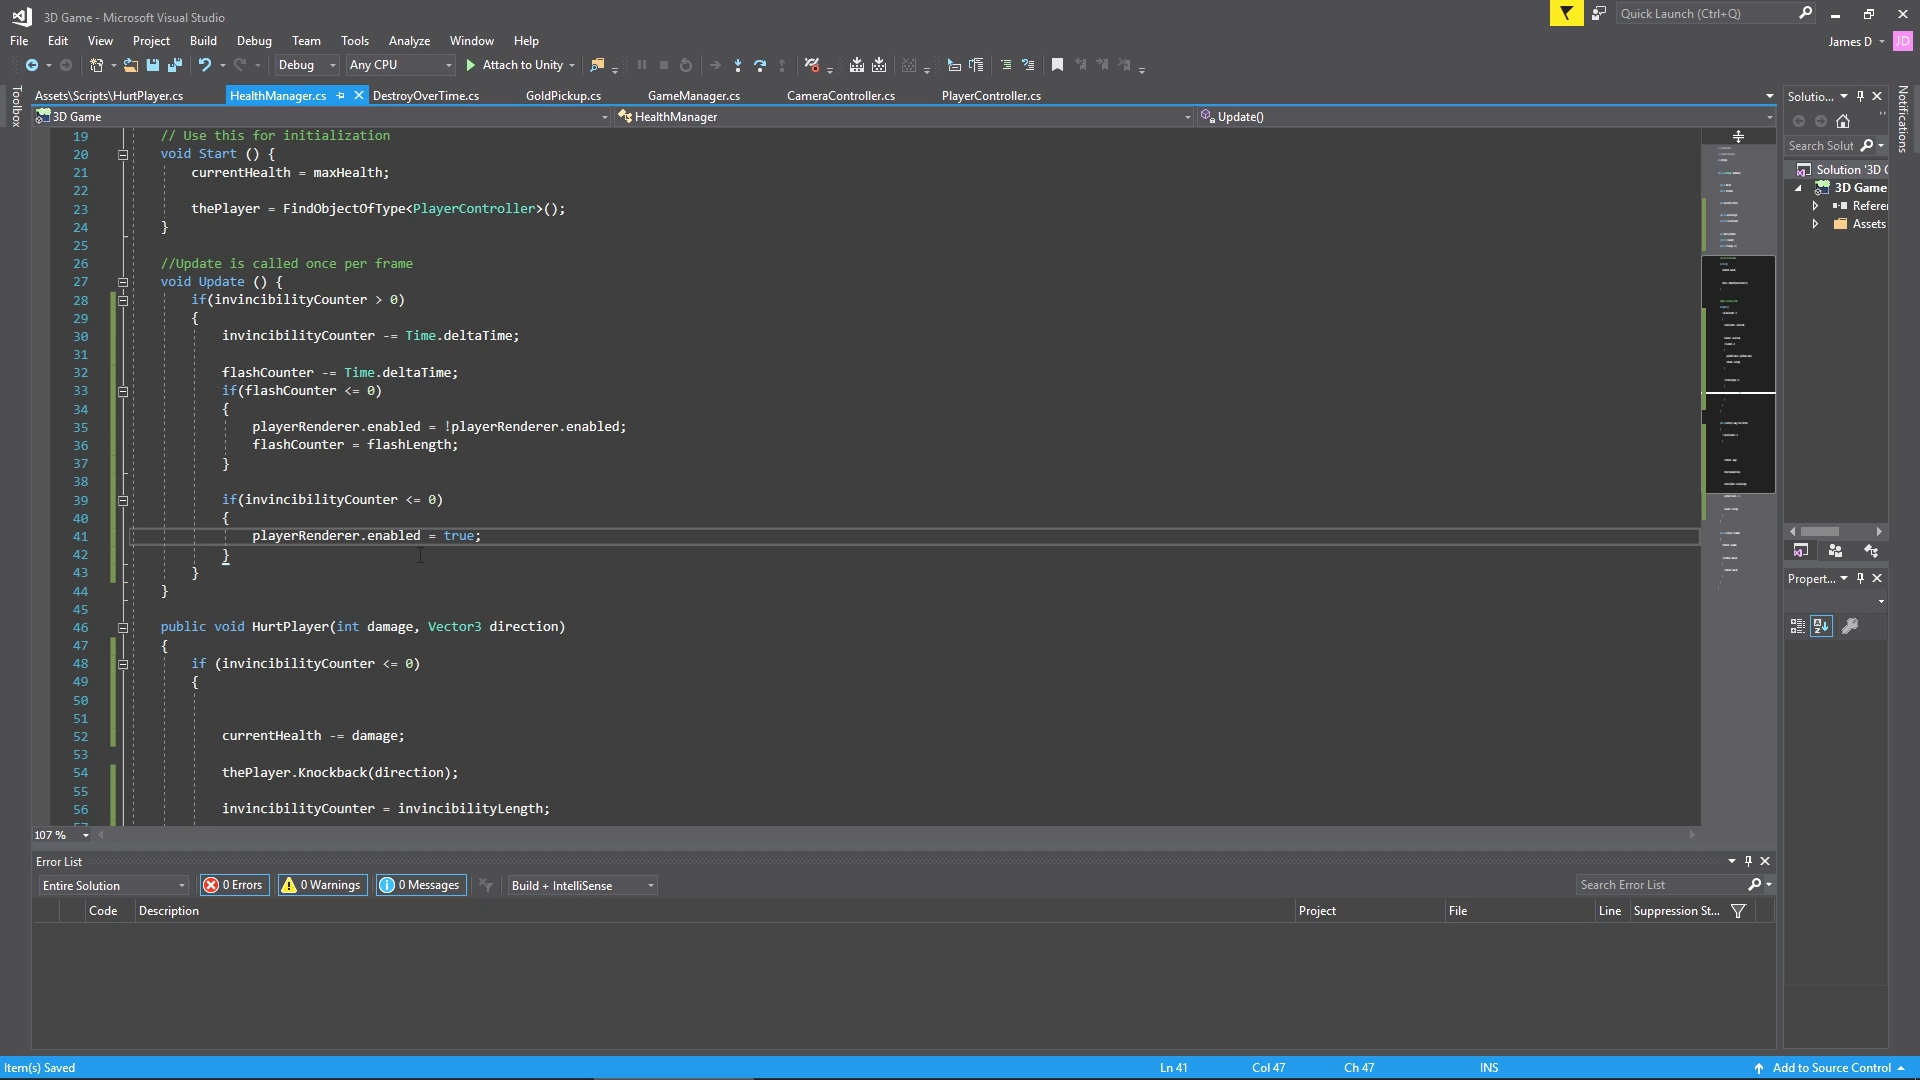 3D Game - Microsoft Visual Studio
Quick Launch (Ctrl+Q)
File Edit View Project Build Debug Team Tools Analyze Window Help
James D JD
Debug Any CPU Attach to Unity
Toolbox
Assets\Scripts\HurtPlayer.cs HealthManager.cs DestroyOverTime.cs GoldPickup.cs GameManager.cs CameraController.cs PlayerController.cs
3D Game HealthManager Update()
19 // Use this for initialization
20 void Start () {
21 currentHealth = maxHealth;
22
23 thePlayer = FindObjectOfType<PlayerController>();
24 }
25
26 //Update is called once per frame
27 void Update () {
28 if(invincibilityCounter > 0)
29 {
30 invincibilityCounter -= Time.deltaTime;
31
32 flashCounter -= Time.deltaTime;
33 if(flashCounter <= 0)
34 {
35 playerRenderer.enabled = !playerRenderer.enabled;
36 flashCounter = flashLength;
37 }
38
39 if(invincibilityCounter <= 0)
40 {
41 playerRenderer.enabled = true;
42 }
43 }
44 }
45
46 public void HurtPlayer(int damage, Vector3 direction)
47 {
48 if (invincibilityCounter <= 0)
49 {
50
51
52 currentHealth -= damage;
53
54 thePlayer.Knockback(direction);
55
56 invincibilityCounter = invincibilityLength;
107 %
Solutio...
Search Solut
Solution '3D G
3D Game
Referen
Assets
Propert...
Notifications
Error List
Entire Solution 0 Errors 0 Warnings 0 Messages Build + IntelliSense Search Error List
Code Description Project File Line Suppression St...
Item(s) Saved Ln 41 Col 47 Ch 47 INS Add to Source Control